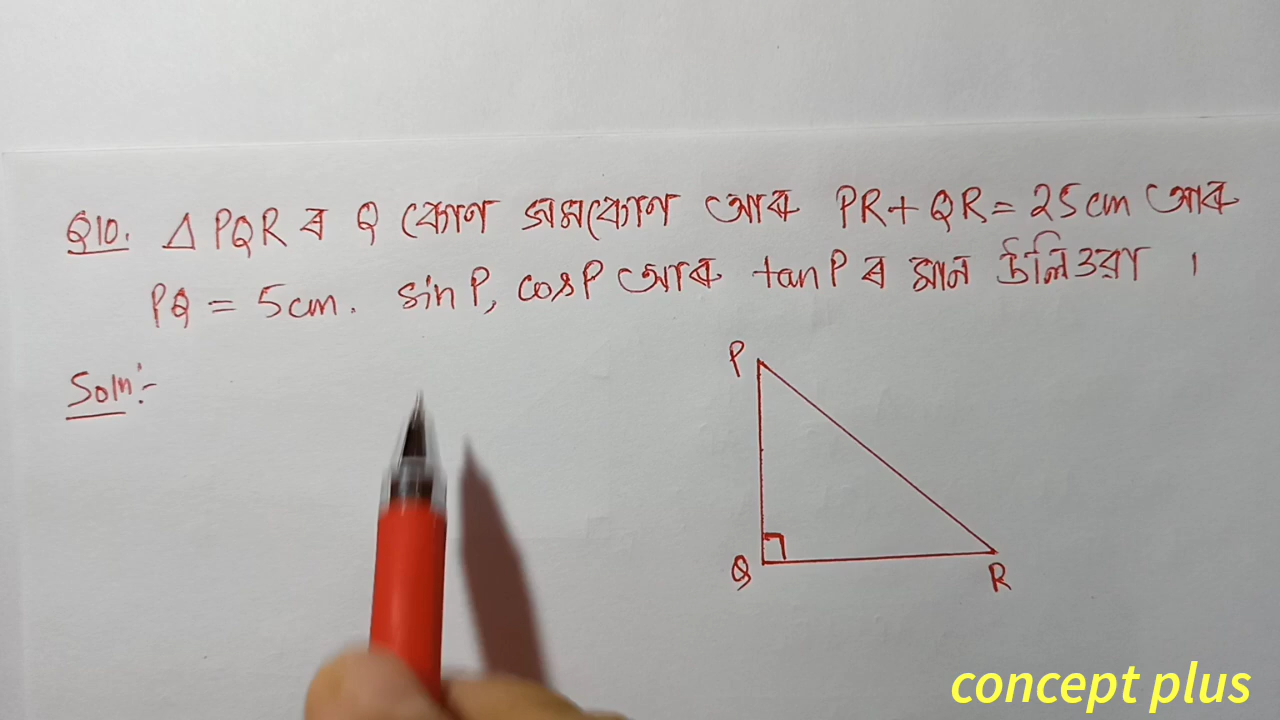 Q10. Δ PQR ৰ Q কোণ সমকোণ আৰু PR + QR = 25 cm আৰু
PQ = 5 cm. sin P, cos P আৰু tan P ৰ মান উলিওৱা ।
Soln:-
P
Q
R
concept plus